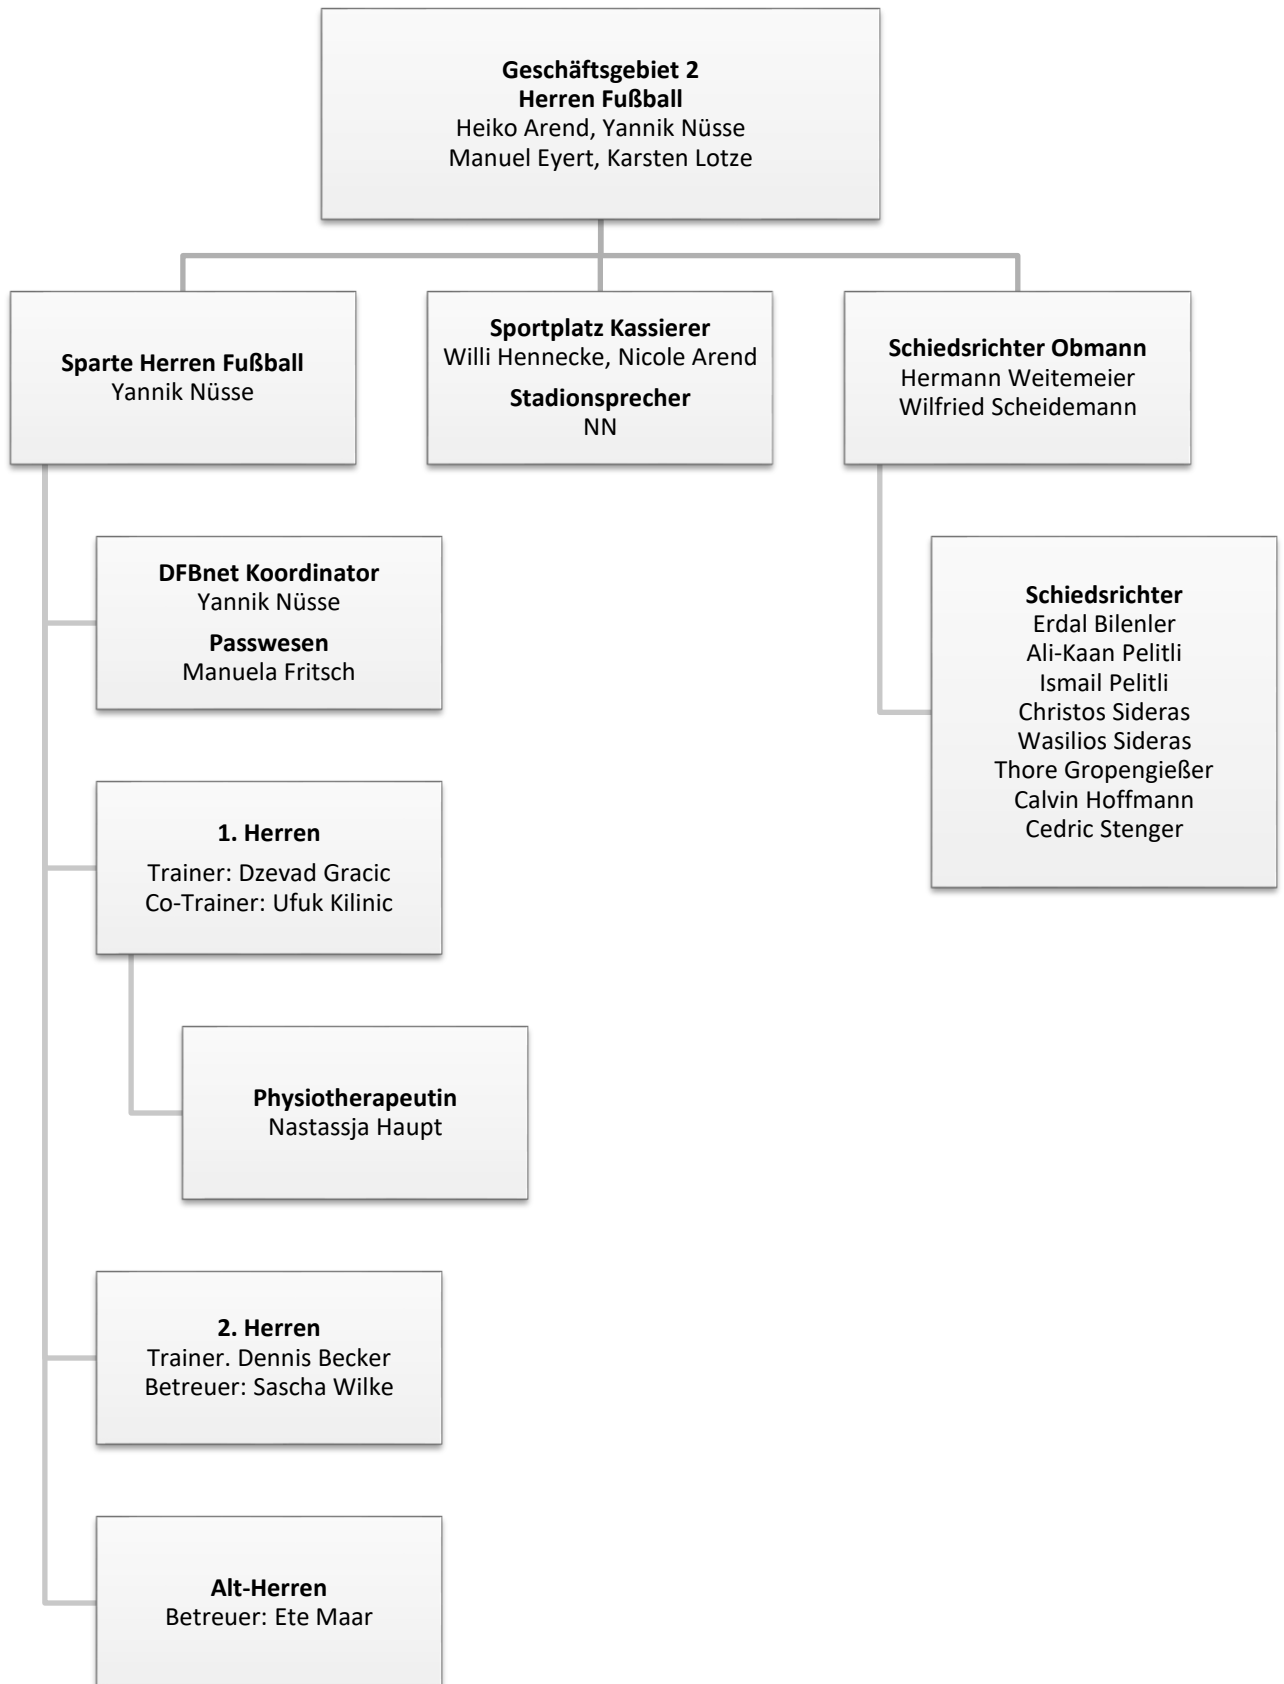 Geschäftsgebiet 2
Herren Fußball
Heiko Arend, Yannik Nüsse
Manuel Eyert, Karsten Lotze
Sparte Herren Fußball
Yannik Nüsse
Sportplatz Kassierer
Willi Hennecke, Nicole Arend
Stadionsprecher
NN
Schiedsrichter Obmann
Hermann Weitemeier
Wilfried Scheidemann
DFBnet Koordinator
Yannik Nüsse
Passwesen
Manuela Fritsch
Schiedsrichter
Erdal Bilenler
Ali-Kaan Pelitli
Ismail Pelitli
Christos Sideras
Wasilios Sideras
Thore Gropengießer
Calvin Hoffmann
Cedric Stenger
1. Herren
Trainer: Dzevad Gracic
Co-Trainer: Ufuk Kilinic
Physiotherapeutin
Nastassja Haupt
2. Herren
Trainer. Dennis Becker
Betreuer: Sascha Wilke
Alt-Herren
Betreuer: Ete Maar